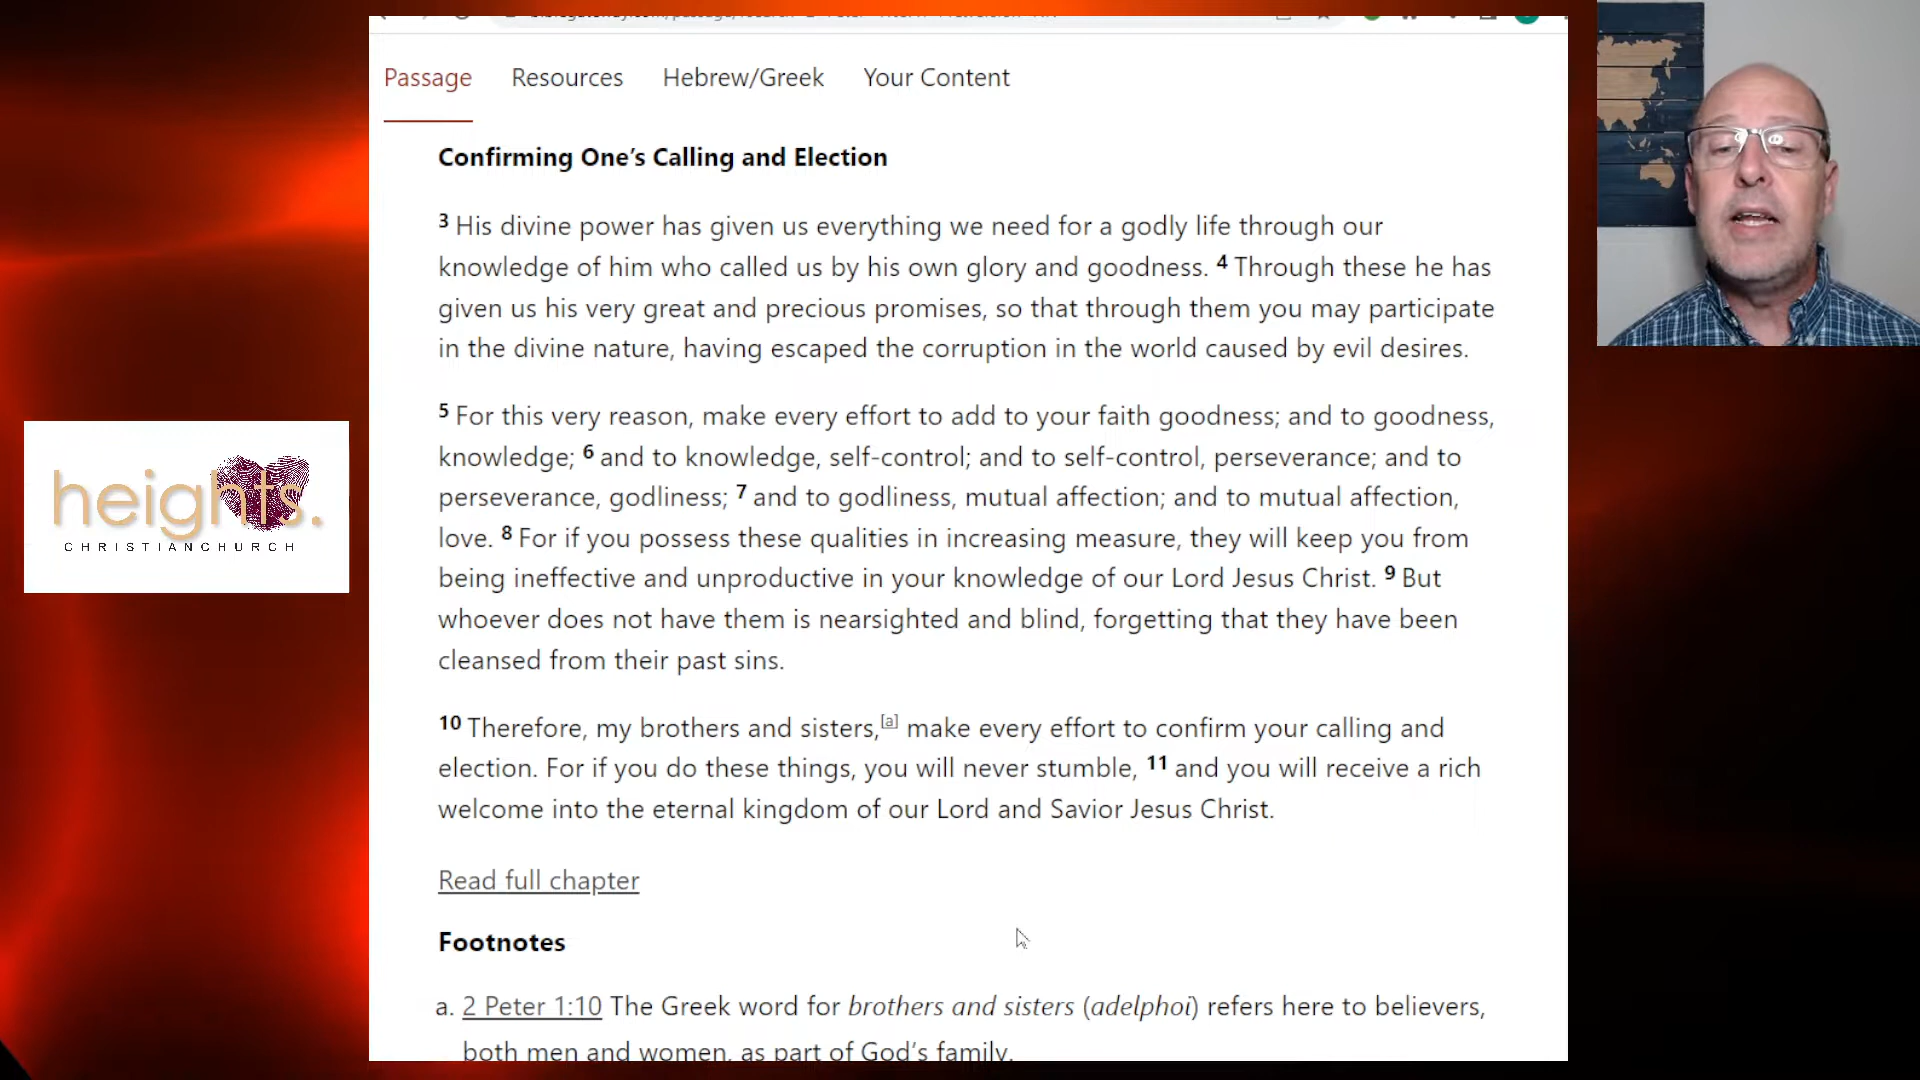 Passage Resources Hebrew/Greek Your Content
Confirming One's Calling and Election
3 His divine power has given us everything we need for a godly life through our
knowledge of him who called us by his own glory and goodness. 4 Through these he has
given us his very great and precious promises, so that through them you may participate
in the divine nature, having escaped the corruption in the world caused by evil desires.
5 For this very reason, make every effort to add to your faith goodness; and to goodness,
knowledge; 6 and to knowledge, self-control; and to self-control, perseverance; and to
perseverance, godliness; 7 and to godliness, mutual affection; and to mutual affection,
love. 8 For if you possess these qualities in increasing measure, they will keep you from
being ineffective and unproductive in your knowledge of our Lord Jesus Christ. 9 But
whoever does not have them is nearsighted and blind, forgetting that they have been
cleansed from their past sins.
10 Therefore, my brothers and sisters,[a] make every effort to confirm your calling and
election. For if you do these things, you will never stumble, 11 and you will receive a rich
welcome into the eternal kingdom of our Lord and Savior Jesus Christ.
Read full chapter
Footnotes
a. 2 Peter 1:10 The Greek word for brothers and sisters (adelphoi) refers here to believers,
both men and women, as part of God's family.
heights.
CHRISTIANCHURCH